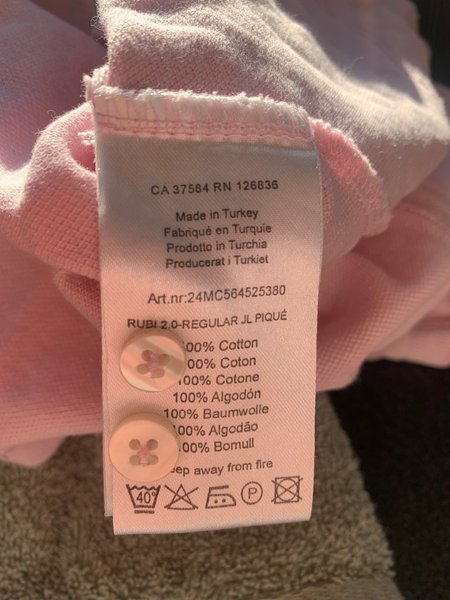 CA 37584 RN 126836
Made in Turkey
Fabriqué en Turquie
Prodotto in Turchia
Producerat i Turkiet
Art.nr:24MC564525380
RUBI 2.0-REGULAR JL PIQUÉ
100% Cotton
00% Coton
100% Cotone
100% Algodón
100% Baumwolle
100% Algodão
00% Bomull
eep away from fire
40°
P